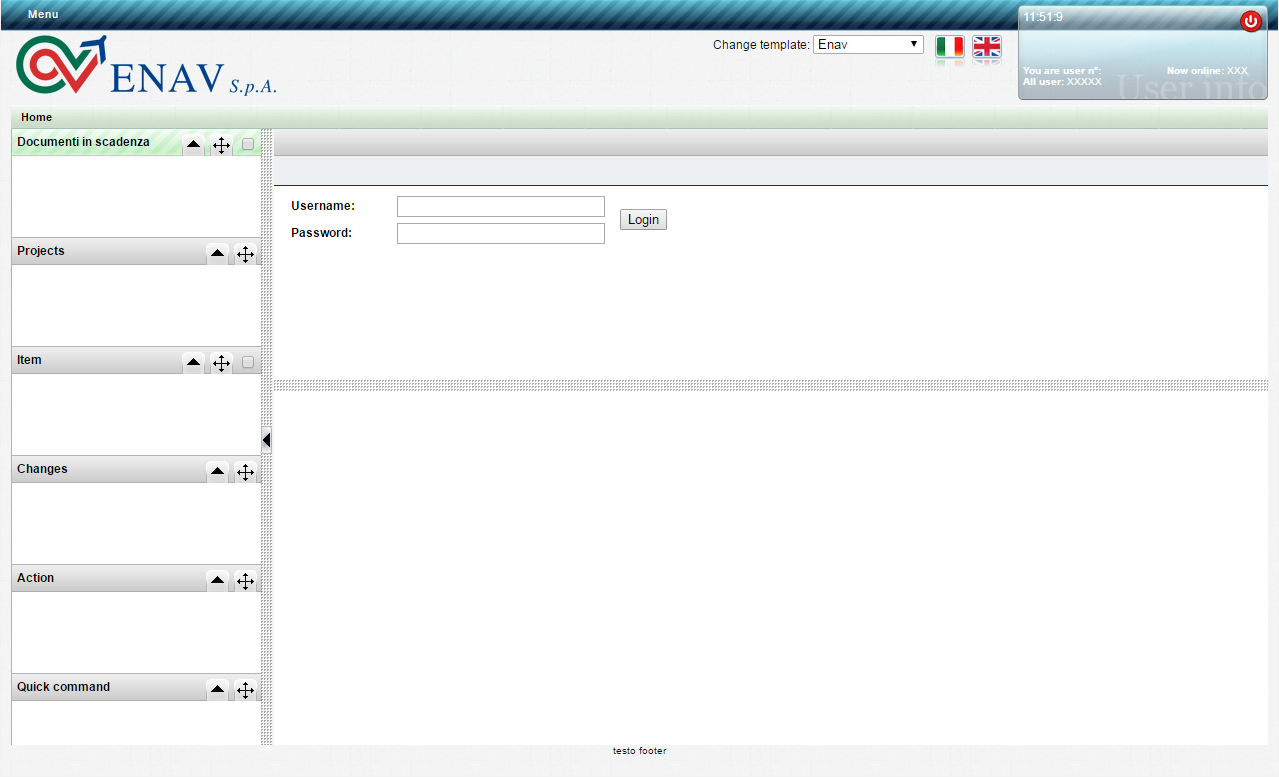 Menu
11:51:9
Change template: Enav
You are user n°: Now online: XXX
All user: XXXXX
User info
ENAV S.p.A.
Home
Documenti in scadenza
Username:
Login
Password:
Projects
Item
Changes
Action
Quick command
testo footer